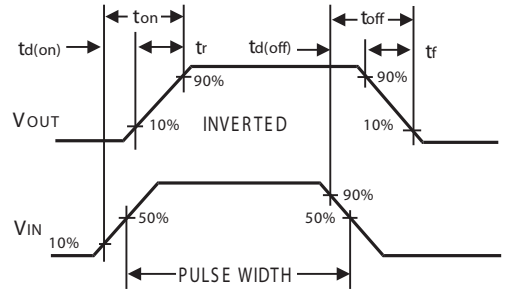 ton toff
td(on) tr td(off) tf
90% 90%
VOUT 10% INVERTED 10%
90%
50% 50%
VIN 10%
PULSE WIDTH